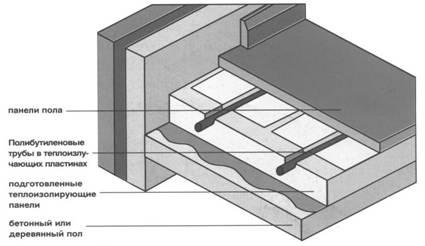 панели пола
Полибутиленовые
трубы в теплоизлу-
чающих пластинах
подготовленные
теплоизолирующие
панели
бетонный или
деревянный пол